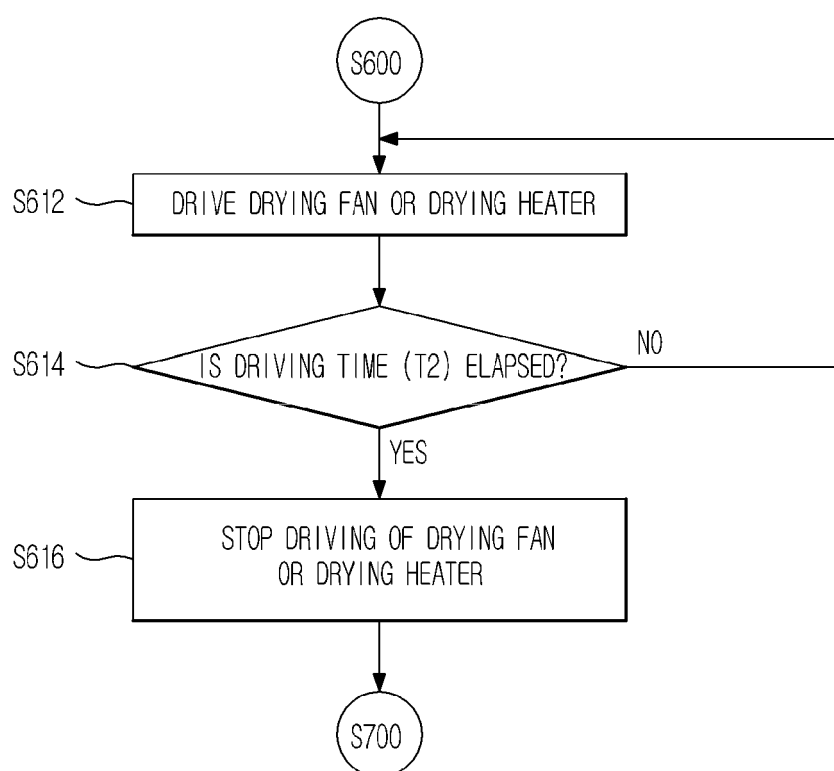 S600
S612
DRIVE DRYING FAN OR DRYING HEATER
S614
IS DRIVING TIME (T2) ELAPSED?
NO
YES
S616
STOP DRIVING OF DRYING FAN
OR DRYING HEATER
S700